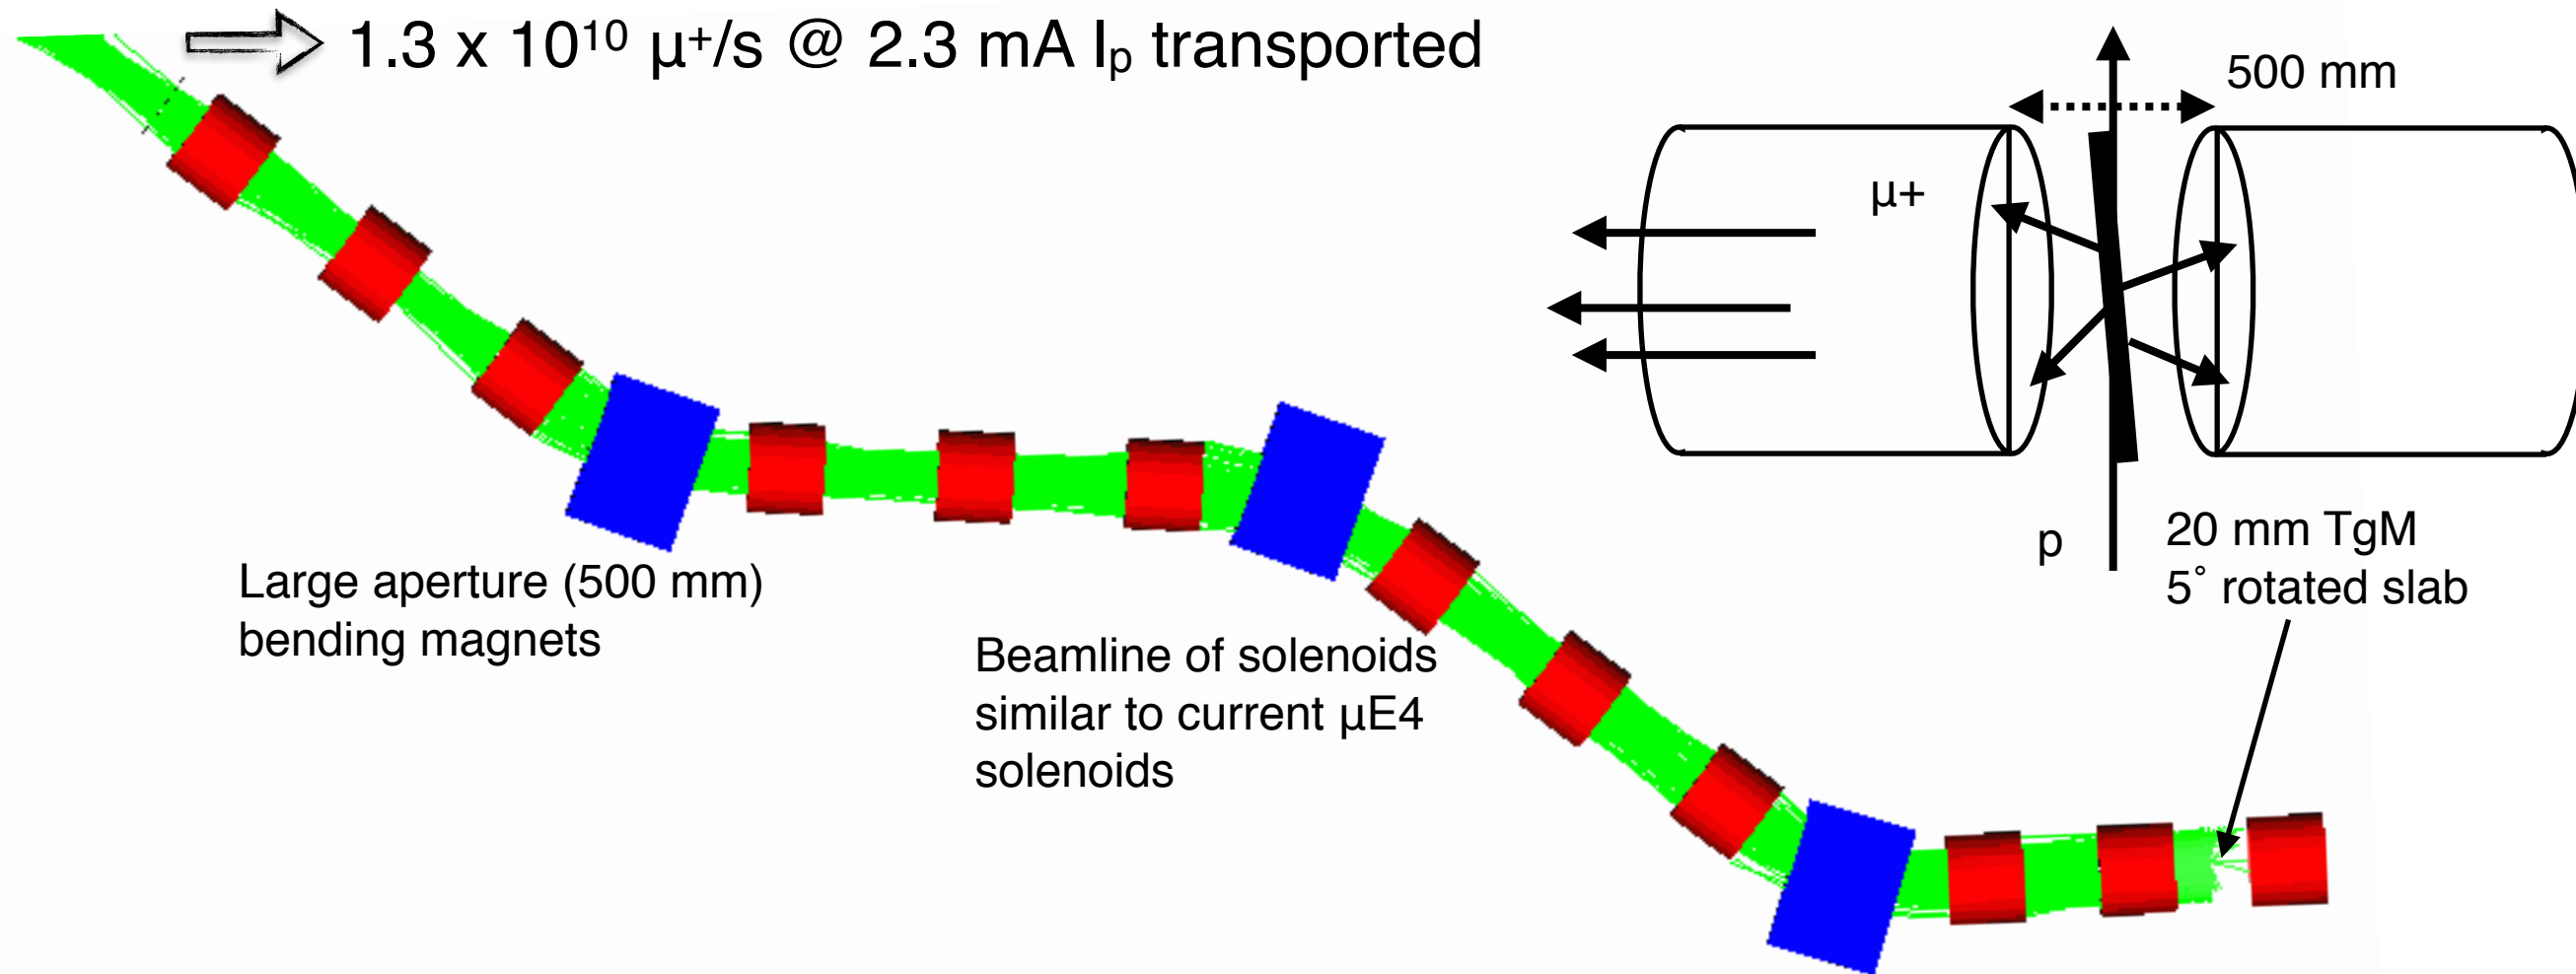 1.3 x 10¹⁰ µ⁺/s @ 2.3 mA Iₚ transported
500 mm
µ+
p
20 mm TgM
5˚ rotated slab
Large aperture (500 mm)
bending magnets
Beamline of solenoids
similar to current µE4
solenoids